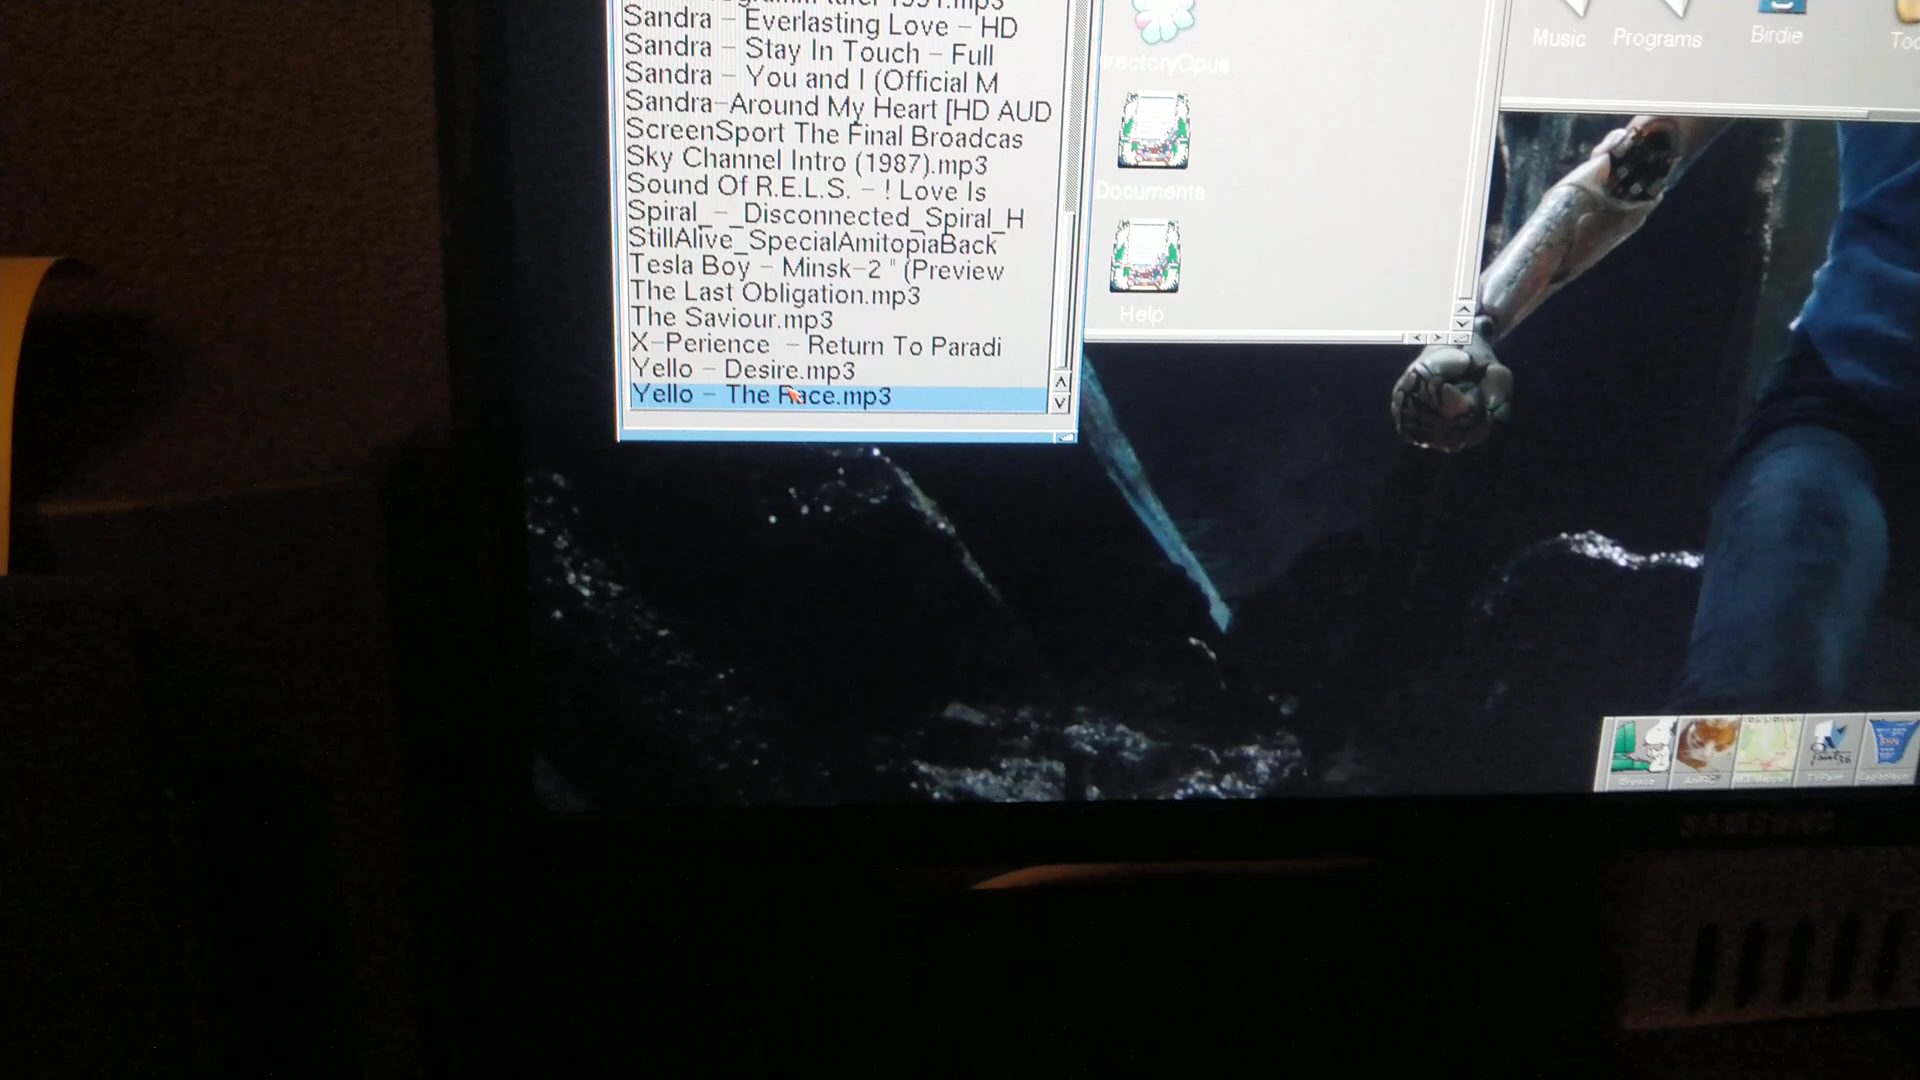 Sandra - Everlasting Love - HD
Sandra - Stay In Touch - Full
Sandra - You and I (Official M
Sandra-Around My Heart [HD AUD
ScreenSport The Final Broadcas
Sky Channel Intro (1987).mp3
Sound Of R.E.L.S. - ! Love Is
Spiral_-_Disconnected_Spiral_H
StillAlive_SpecialAmitopiaBack
Tesla Boy - Minsk-2 " (Preview
The Last Obligation.mp3
The Saviour.mp3
X-Perience - Return To Paradi
Yello - Desire.mp3
Yello - The Race.mp3
irectoryOpus
Documents
Help
Music
Programs
Birdie
Too
SAMSUNG